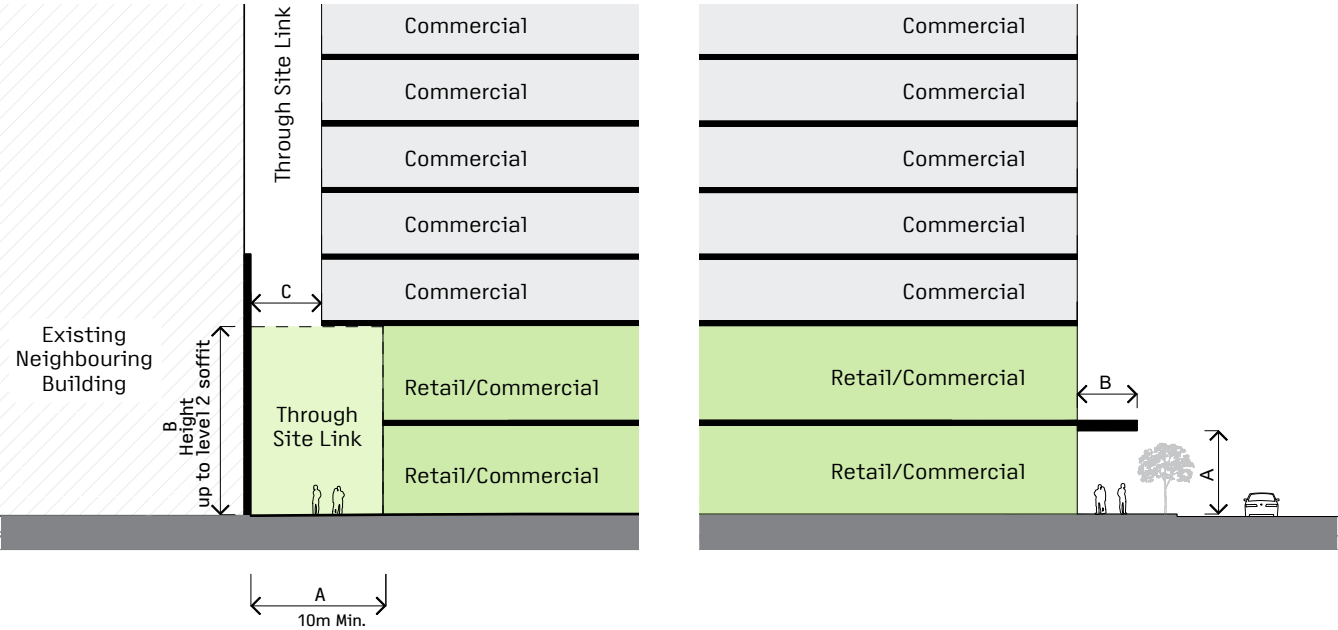 Through Site Link
Commercial
Commercial
Commercial
Commercial
Commercial
C
Existing
Neighbouring
Building
B
Height
up to level 2 soffit
Through
Site Link
Retail/Commercial
Retail/Commercial
A
10m Min.
Commercial
Commercial
Commercial
Commercial
Commercial
Retail/Commercial
B
Retail/Commercial
A